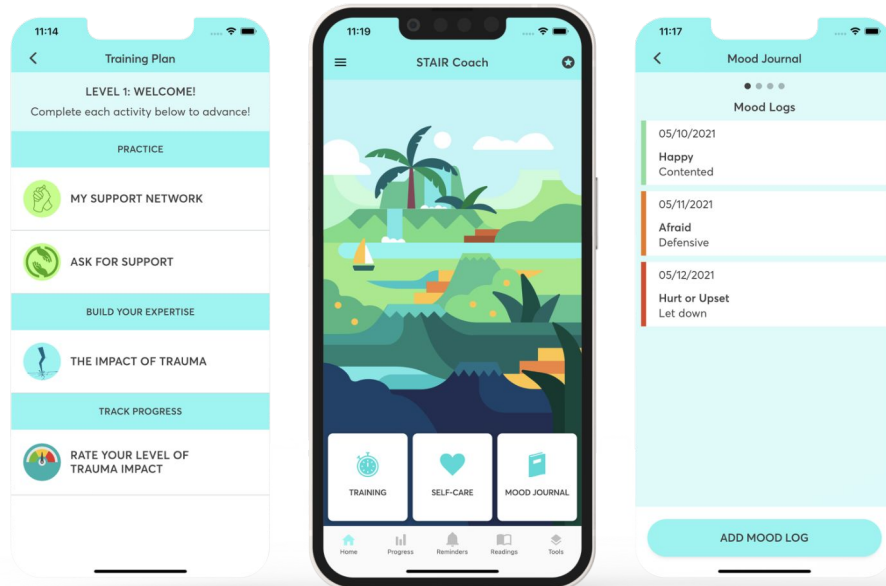 11:14
Training Plan
LEVEL 1: WELCOME!
Complete each activity below to advance!
PRACTICE
MY SUPPORT NETWORK
ASK FOR SUPPORT
BUILD YOUR EXPERTISE
THE IMPACT OF TRAUMA
TRACK PROGRESS
RATE YOUR LEVEL OF
TRAUMA IMPACT
11:19
STAIR Coach
TRAINING
SELF-CARE
MOOD JOURNAL
Home
Progress
Reminders
Readings
Tools
11:17
Mood Journal
Mood Logs
05/10/2021
Happy
Contented
05/11/2021
Afraid
Defensive
05/12/2021
Hurt or Upset
Let down
ADD MOOD LOG